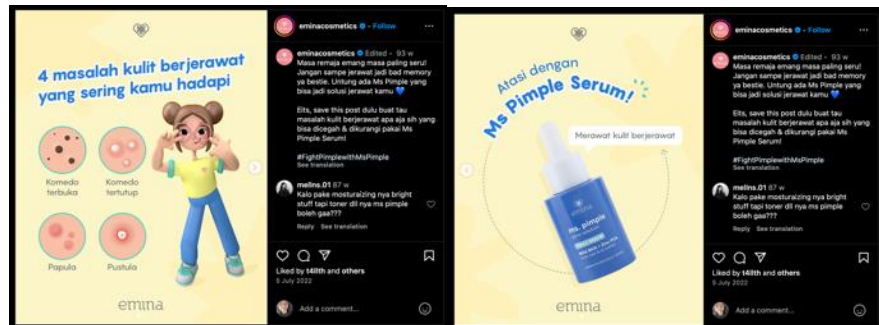 4 masalah kulit berjerawat
yang sering kamu hadapi
Komedo
terbuka
Komedo
tertutup
Papula
Pustula
emina
eminacosmetics • Follow
eminacosmetics Edited • 93 w
Masa remaja emang masa paling seru!
Jangan sampe jerawat jadi bad memory
ya bestie. Untung ada Ms Pimple yang
bisa jadi solusi jerawat kamu 💙
Eits, save this post dulu buat tau
masalah kulit berjerawat apa aja sih yang
bisa dicegah & dikurangi pakai Ms
Pimple Serum!
#FightPimplewithMsPimple
See translation
melins.01 87 w
Kalo pake mosturaizing nya bright
stuff tapi toner dll nya ms pimple
boleh gaa???
Reply See translation
Liked by t4illth and others
5 July 2022
Add a comment...
Atasi dengan
Ms Pimple Serum!
Merawat kulit berjerawat
emina
ms. pimple
emina
eminacosmetics • Follow
eminacosmetics Edited • 93 w
Masa remaja emang masa paling seru!
Jangan sampe jerawat jadi bad memory
ya bestie. Untung ada Ms Pimple yang
bisa jadi solusi jerawat kamu 💙
Eits, save this post dulu buat tau
masalah kulit berjerawat apa aja sih yang
bisa dicegah & dikurangi pakai Ms
Pimple Serum!
#FightPimplewithMsPimple
See translation
melins.01 87 w
Kalo pake mosturaizing nya bright
stuff tapi toner dll nya ms pimple
boleh gaa???
Reply See translation
Liked by t4illth and others
5 July 2022
Add a comment...